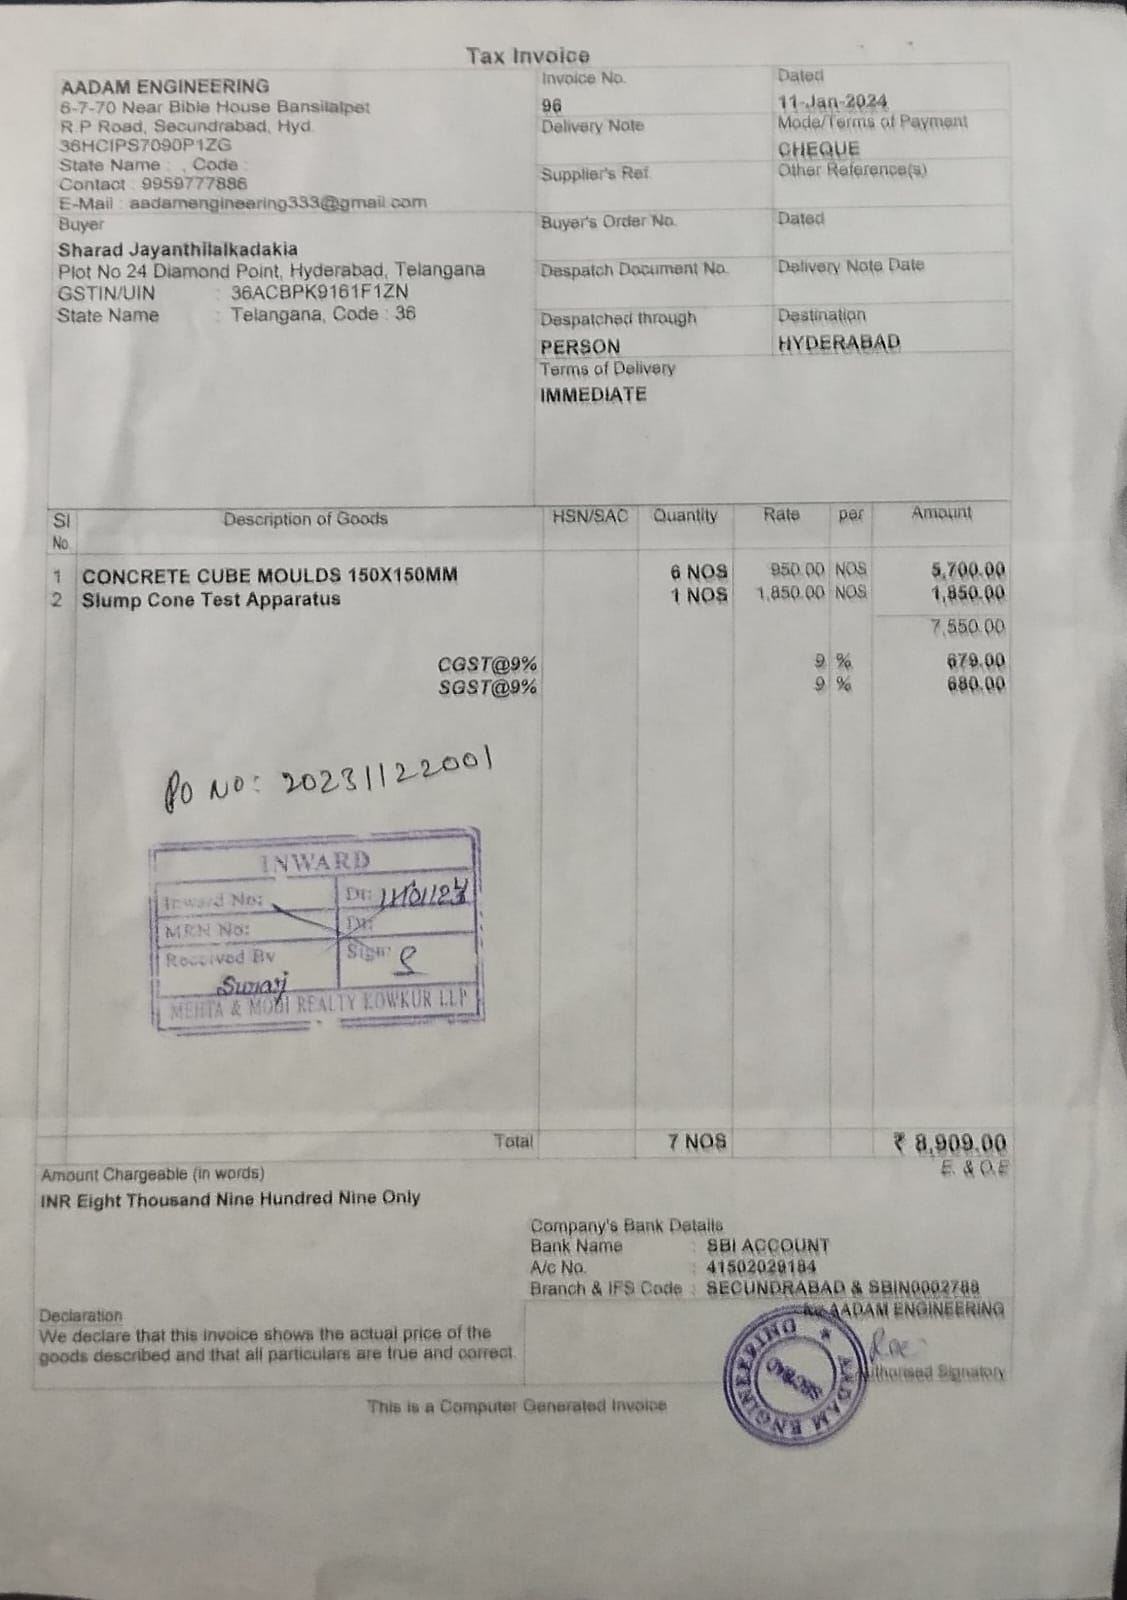 Tax Invoice
AADAM ENGINEERING
6-7-70 Near Bible House Bansilalpet
R.P Road, Secundrabad, Hyd.
36HCIPS7090P1ZG
State Name : , Code :
Contact : 9959777886
E-Mail : aadamengineering333@gmail.com
Invoice No.
96
Dated
11-Jan-2024
Delivery Note
Mode/Terms of Payment
CHEQUE
Supplier's Ref.
Other Reference(s)
Buyer
Sharad Jayanthilalkadakia
Plot No 24 Diamond Point, Hyderabad, Telangana
GSTIN/UIN : 36ACBPK9161F1ZN
State Name : Telangana, Code : 36
Buyer's Order No.
Dated
Despatch Document No.
Delivery Note Date
Despatched through
PERSON
Destination
HYDERABAD
Terms of Delivery
IMMEDIATE
Sl No. Description of Goods HSN/SAC Quantity Rate per Amount
1 CONCRETE CUBE MOULDS 150X150MM 6 NOS 950.00 NOS 5,700.00
2 Slump Cone Test Apparatus 1 NOS 1,850.00 NOS 1,850.00
7,550.00
CGST@9% 9 % 679.00
SGST@9% 9 % 680.00
PO NO: 20231122001
INWARD
Inward No: Dt: 11/01/24
MRN No: Dt:
Received By Sign:
Suraj
MEHTA & MODI REALTY KOWKUR LLP
Total 7 NOS ₹ 8,909.00
E. & O.E
Amount Chargeable (in words)
INR Eight Thousand Nine Hundred Nine Only
Company's Bank Details
Bank Name : SBI ACCOUNT
A/c No. : 41502029184
Branch & IFS Code : SECUNDRABAD & SBIN0002788
Declaration
We declare that this invoice shows the actual price of the
goods described and that all particulars are true and correct.
for AADAM ENGINEERING
Authorised Signatory
AADAM ENGINEERING
SEC'BAD
This is a Computer Generated Invoice